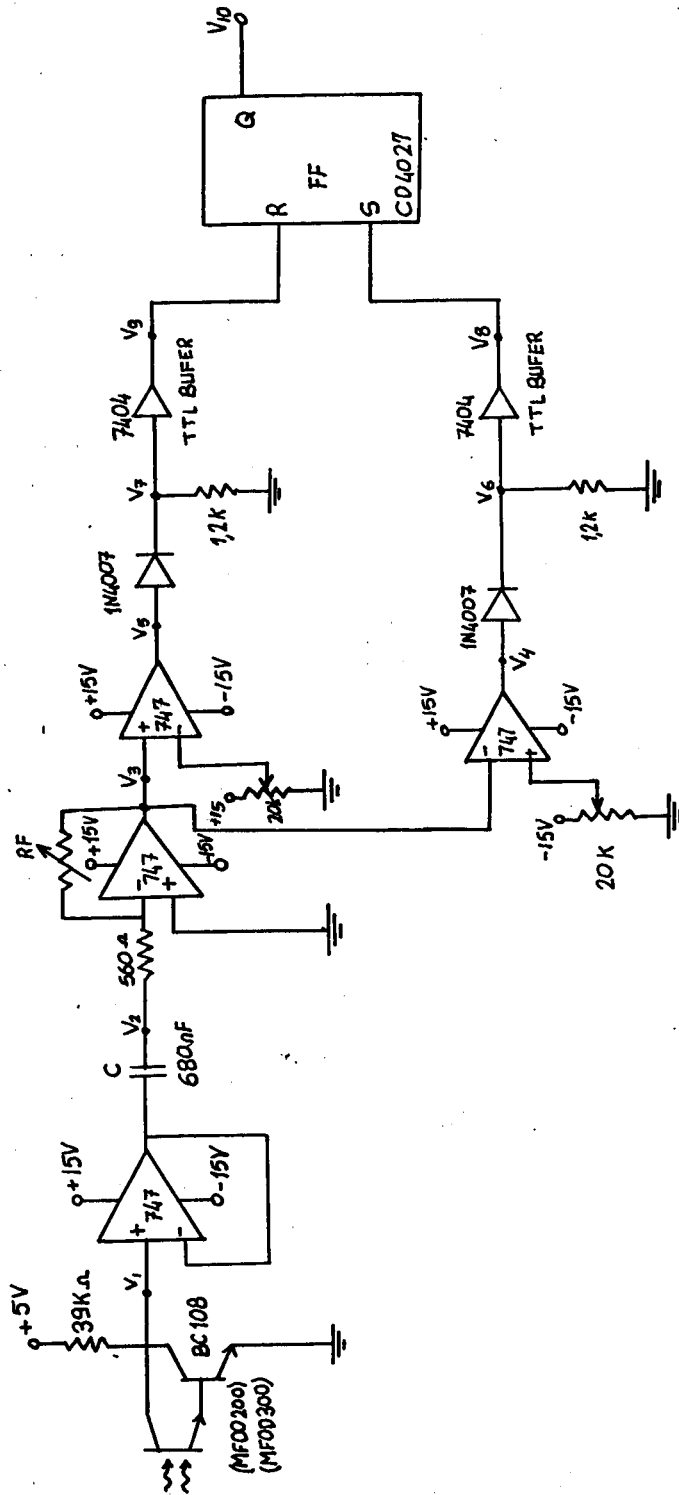 +5V
39KΩ
V1
BC108
(MFOD200)
(MFOD300)
+15V
+
747
-
-15V
C
680nF
V2
560Ω
RF
+15V
-
747
+
-15V
V3
+15V
+
747
-
-15V
+15
20K
V5
1N4007
V7
1,2K
7404
TTL BUFER
V9
+15V
-
747
+
-15V
-15V
20K
V4
1N4007
V6
1,2K
7404
TTL BUFER
V8
R
S
FF
Q
CD4027
V10